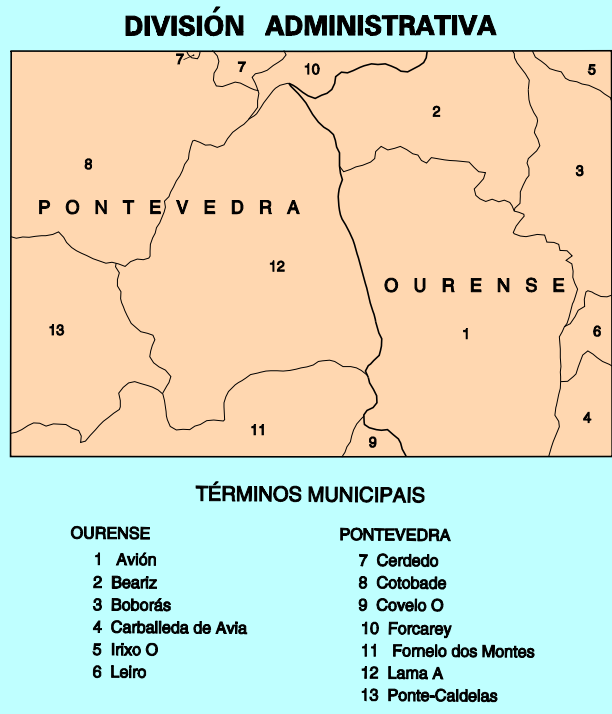 DIVISIÓN ADMINISTRATIVA
7
7
10
5
2
8
3
PONTEVEDRA
12
OURENSE
13
1
6
11
9
4
TÉRMINOS MUNICIPAIS
OURENSE
1 Avión
2 Beariz
3 Boborás
4 Carballeda de Avia
5 Irixo O
6 Leiro
PONTEVEDRA
7 Cerdedo
8 Cotobade
9 Covelo O
10 Forcarey
11 Fornelo dos Montes
12 Lama A
13 Ponte-Caldelas